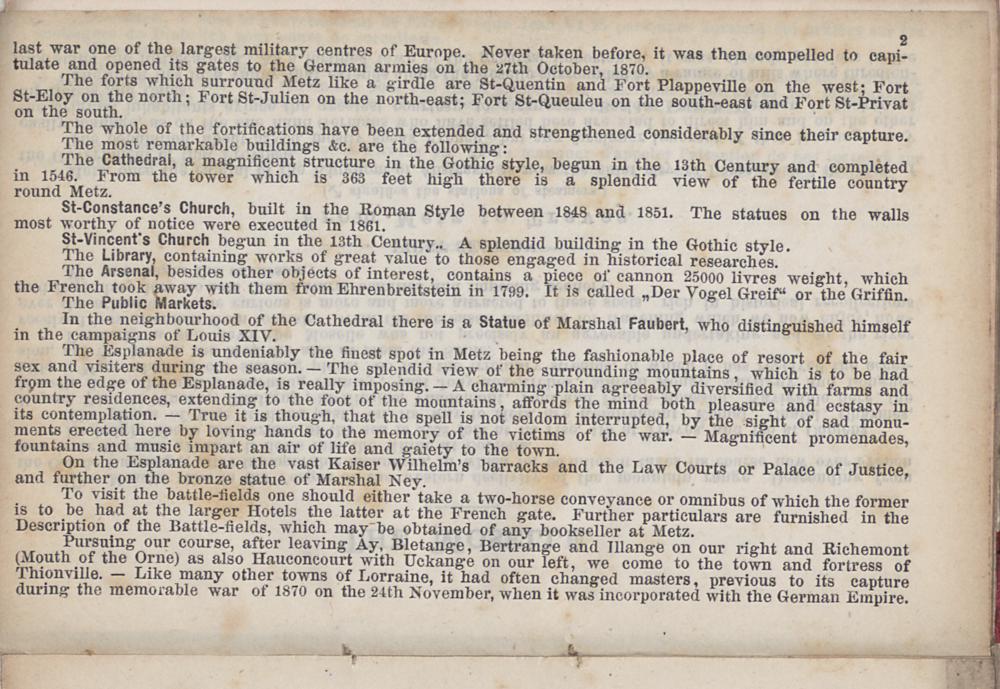 2
last war one of the largest military centres of Europe. Never taken before, it was then compelled to capi-
tulate and opened its gates to the German armies on the 27th October, 1870.
The forts which surround Metz like a girdle are St-Quentin and Fort Plappeville on the west; Fort
St-Eloy on the north; Fort St-Julien on the north-east; Fort St-Queuleu on the south-east and Fort St-Privat
on the south.
The whole of the fortifications have been extended and strengthened considerably since their capture.
The most remarkable buildings &c. are the following:
The Cathedral, a magnificent structure in the Gothic style, begun in the 13th Century and completed
in 1546. From the tower which is 363 feet high there is a splendid view of the fertile country
round Metz.
St-Constance's Church, built in the Roman Style between 1848 and 1851. The statues on the walls
most worthy of notice were executed in 1861.
St-Vincent's Church begun in the 13th Century.. A splendid building in the Gothic style.
The Library, containing works of great value to those engaged in historical researches.
The Arsenal, besides other objects of interest, contains a piece of cannon 25000 livres weight, which
the French took away with them from Ehrenbreitstein in 1799. It is called „Der Vogel Greif“ or the Griffin.
The Public Markets.
In the neighbourhood of the Cathedral there is a Statue of Marshal Faubert, who distinguished himself
in the campaigns of Louis XIV.
The Esplanade is undeniably the finest spot in Metz being the fashionable place of resort of the fair
sex and visiters during the season. — The splendid view of the surrounding mountains, which is to be had
from the edge of the Esplanade, is really imposing. — A charming plain agreeably diversified with farms and
country residences, extending to the foot of the mountains, affords the mind both pleasure and ecstasy in
its contemplation. — True it is though, that the spell is not seldom interrupted, by the sight of sad monu-
ments erected here by loving hands to the memory of the victims of the war. — Magnificent promenades,
fountains and music impart an air of life and gaiety to the town.
On the Esplanade are the vast Kaiser Wilhelm's barracks and the Law Courts or Palace of Justice,
and further on the bronze statue of Marshal Ney.
To visit the battle-fields one should either take a two-horse conveyance or omnibus of which the former
is to be had at the larger Hotels the latter at the French gate. Further particulars are furnished in the
Description of the Battle-fields, which may be obtained of any bookseller at Metz.
Pursuing our course, after leaving Ay, Bletange, Bertrange and Illange on our right and Richemont
(Mouth of the Orne) as also Hauconcourt with Uckange on our left, we come to the town and fortress of
Thionville. — Like many other towns of Lorraine, it had often changed masters, previous to its capture
during the memorable war of 1870 on the 24th November, when it was incorporated with the German Empire.